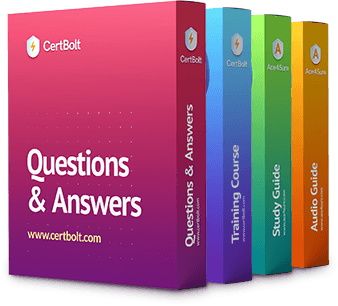 CertBolt
Questions
& Answers
www.certbolt.com
CertBolt
Questions & Answers
www.certbolt.com
CertBolt
Training Course
Ace4Sure
Study Guide
Ace4Sure
Audio Guide